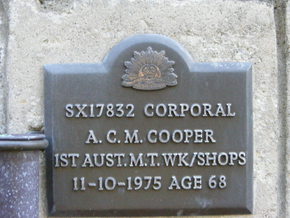 SX17832 CORPORAL
A.C.M. COOPER
1ST AUST. M.T. WK/SHOPS
11-10-1975 AGE 68